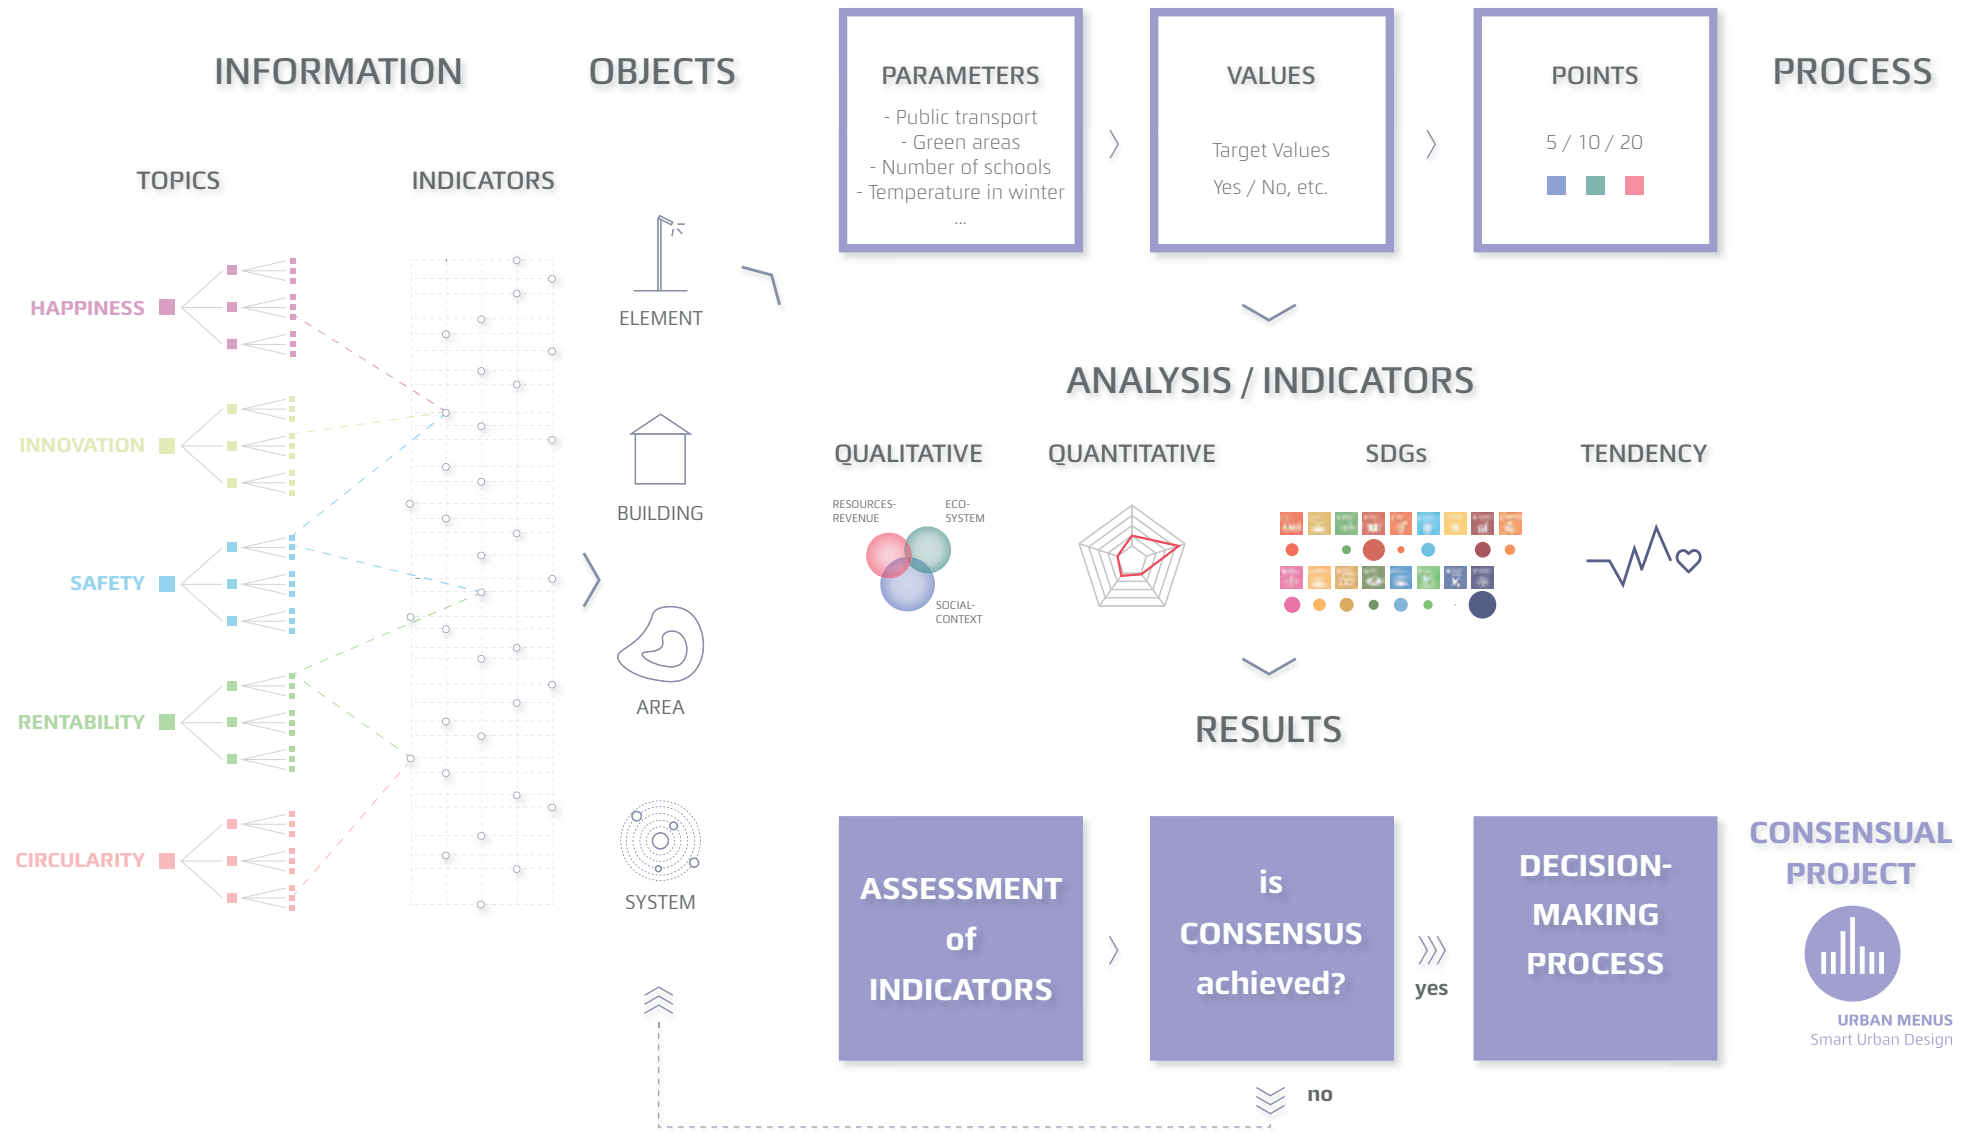 INFORMATION
OBJECTS
PROCESS
TOPICS
INDICATORS
HAPPINESS
INNOVATION
SAFETY
RENTABILITY
CIRCULARITY
ELEMENT
BUILDING
AREA
SYSTEM
PARAMETERS
- Public transport
- Green areas
- Number of schools
- Temperature in winter
...
VALUES
Target Values
Yes / No, etc.
POINTS
5 / 10 / 20
ANALYSIS / INDICATORS
QUALITATIVE
RESOURCES-
REVENUE
ECO-
SYSTEM
SOCIAL-
CONTEXT
QUANTITATIVE
SDGs
TENDENCY
RESULTS
ASSESSMENT
of
INDICATORS
is
CONSENSUS
achieved?
yes
no
DECISION-
MAKING
PROCESS
CONSENSUAL
PROJECT
URBAN MENUS
Smart Urban Design